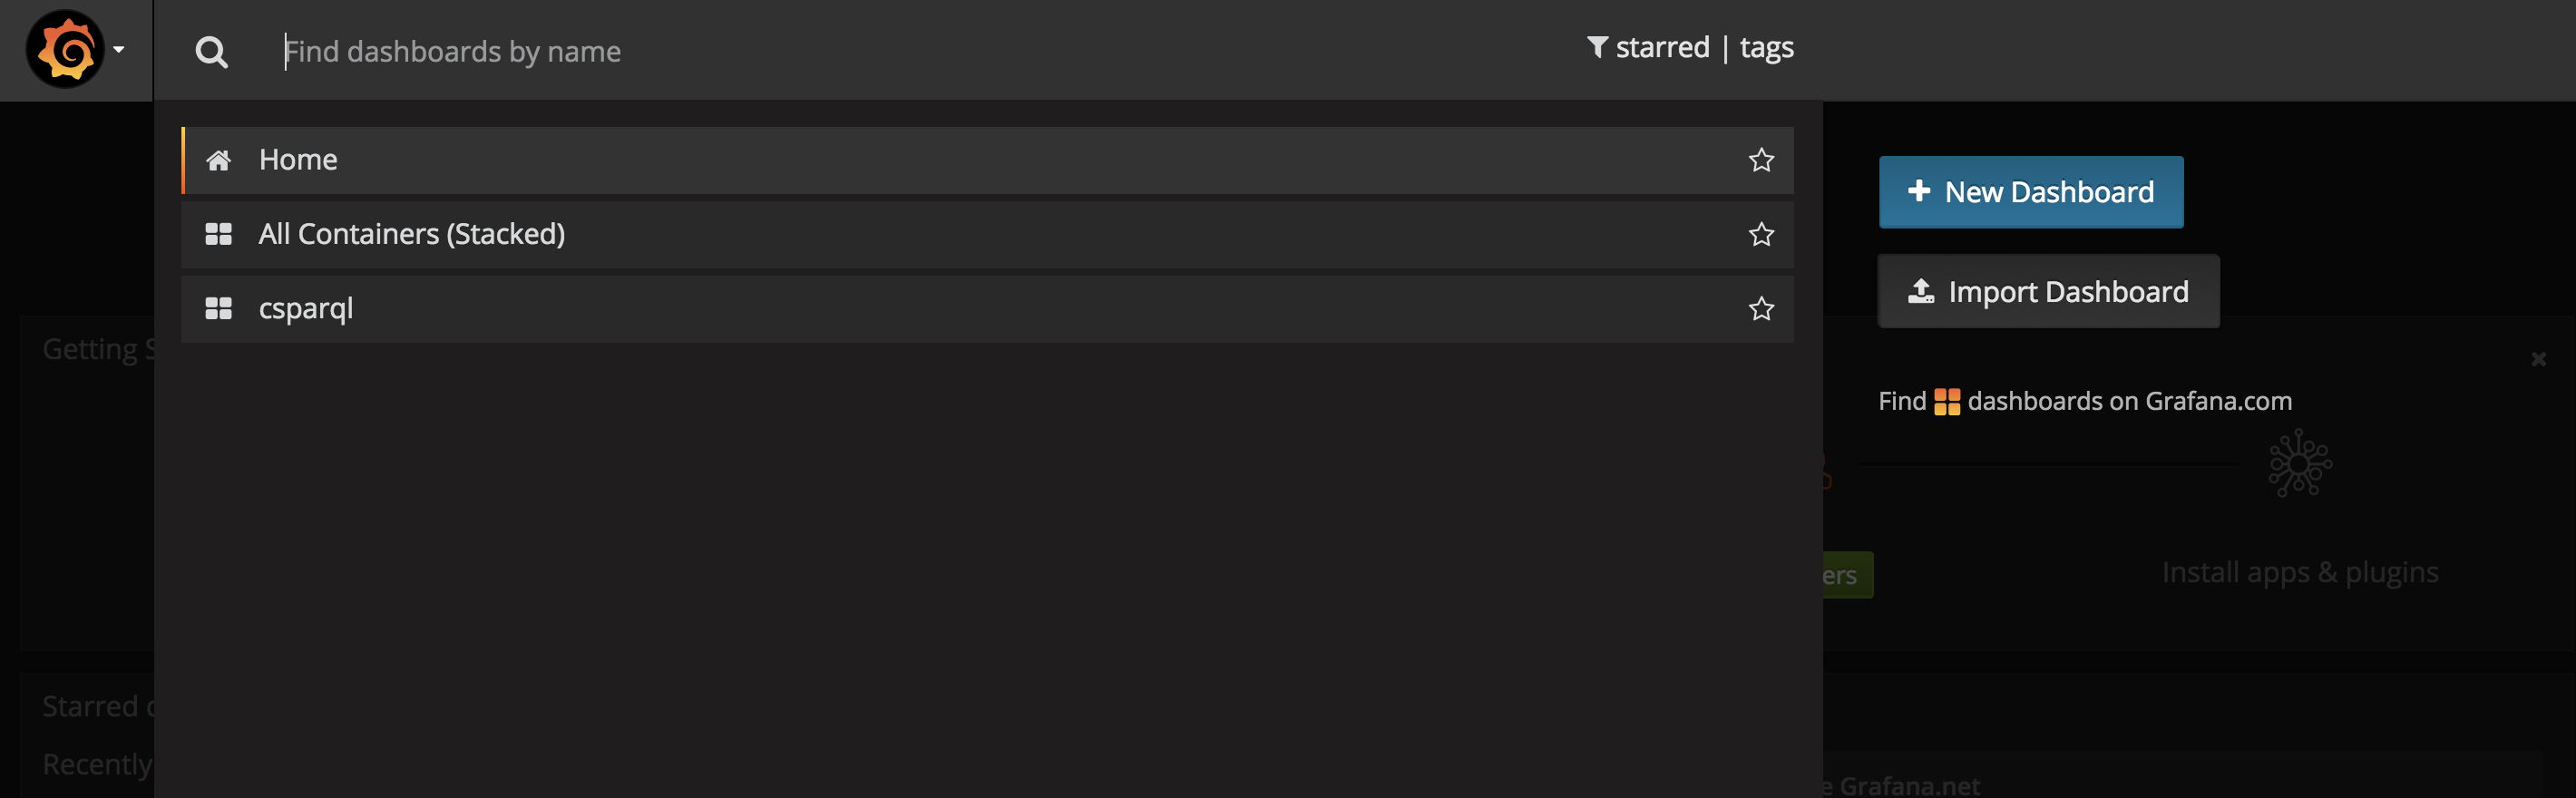 Find dashboards by name
starred | tags
Home
All Containers (Stacked)
csparql
New Dashboard
Import Dashboard
Find dashboards on Grafana.com
Getting S
ers
Install apps & plugins
Starred
Recently
e Grafana.net